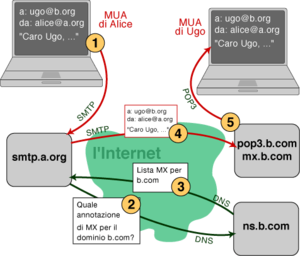 MUA
di Alice
MUA
di Ugo
a: ugo@b.org
da: alice@a.org
"Caro Ugo, ..."
a: ugo@b.org
da: alice@a.org
"Caro Ugo, ..."
1
SMTP
a: ugo@b.org
da: alice@a.org
"Caro Ugo, ..."
SMTP
4
5
POP3
smtp.a.org
l'Internet
pop3.b.com
mx.b.com
Lista MX per
b.com
3
DNS
2
Quale
annotazione
di MX per il
dominio b.com?
DNS
ns.b.com